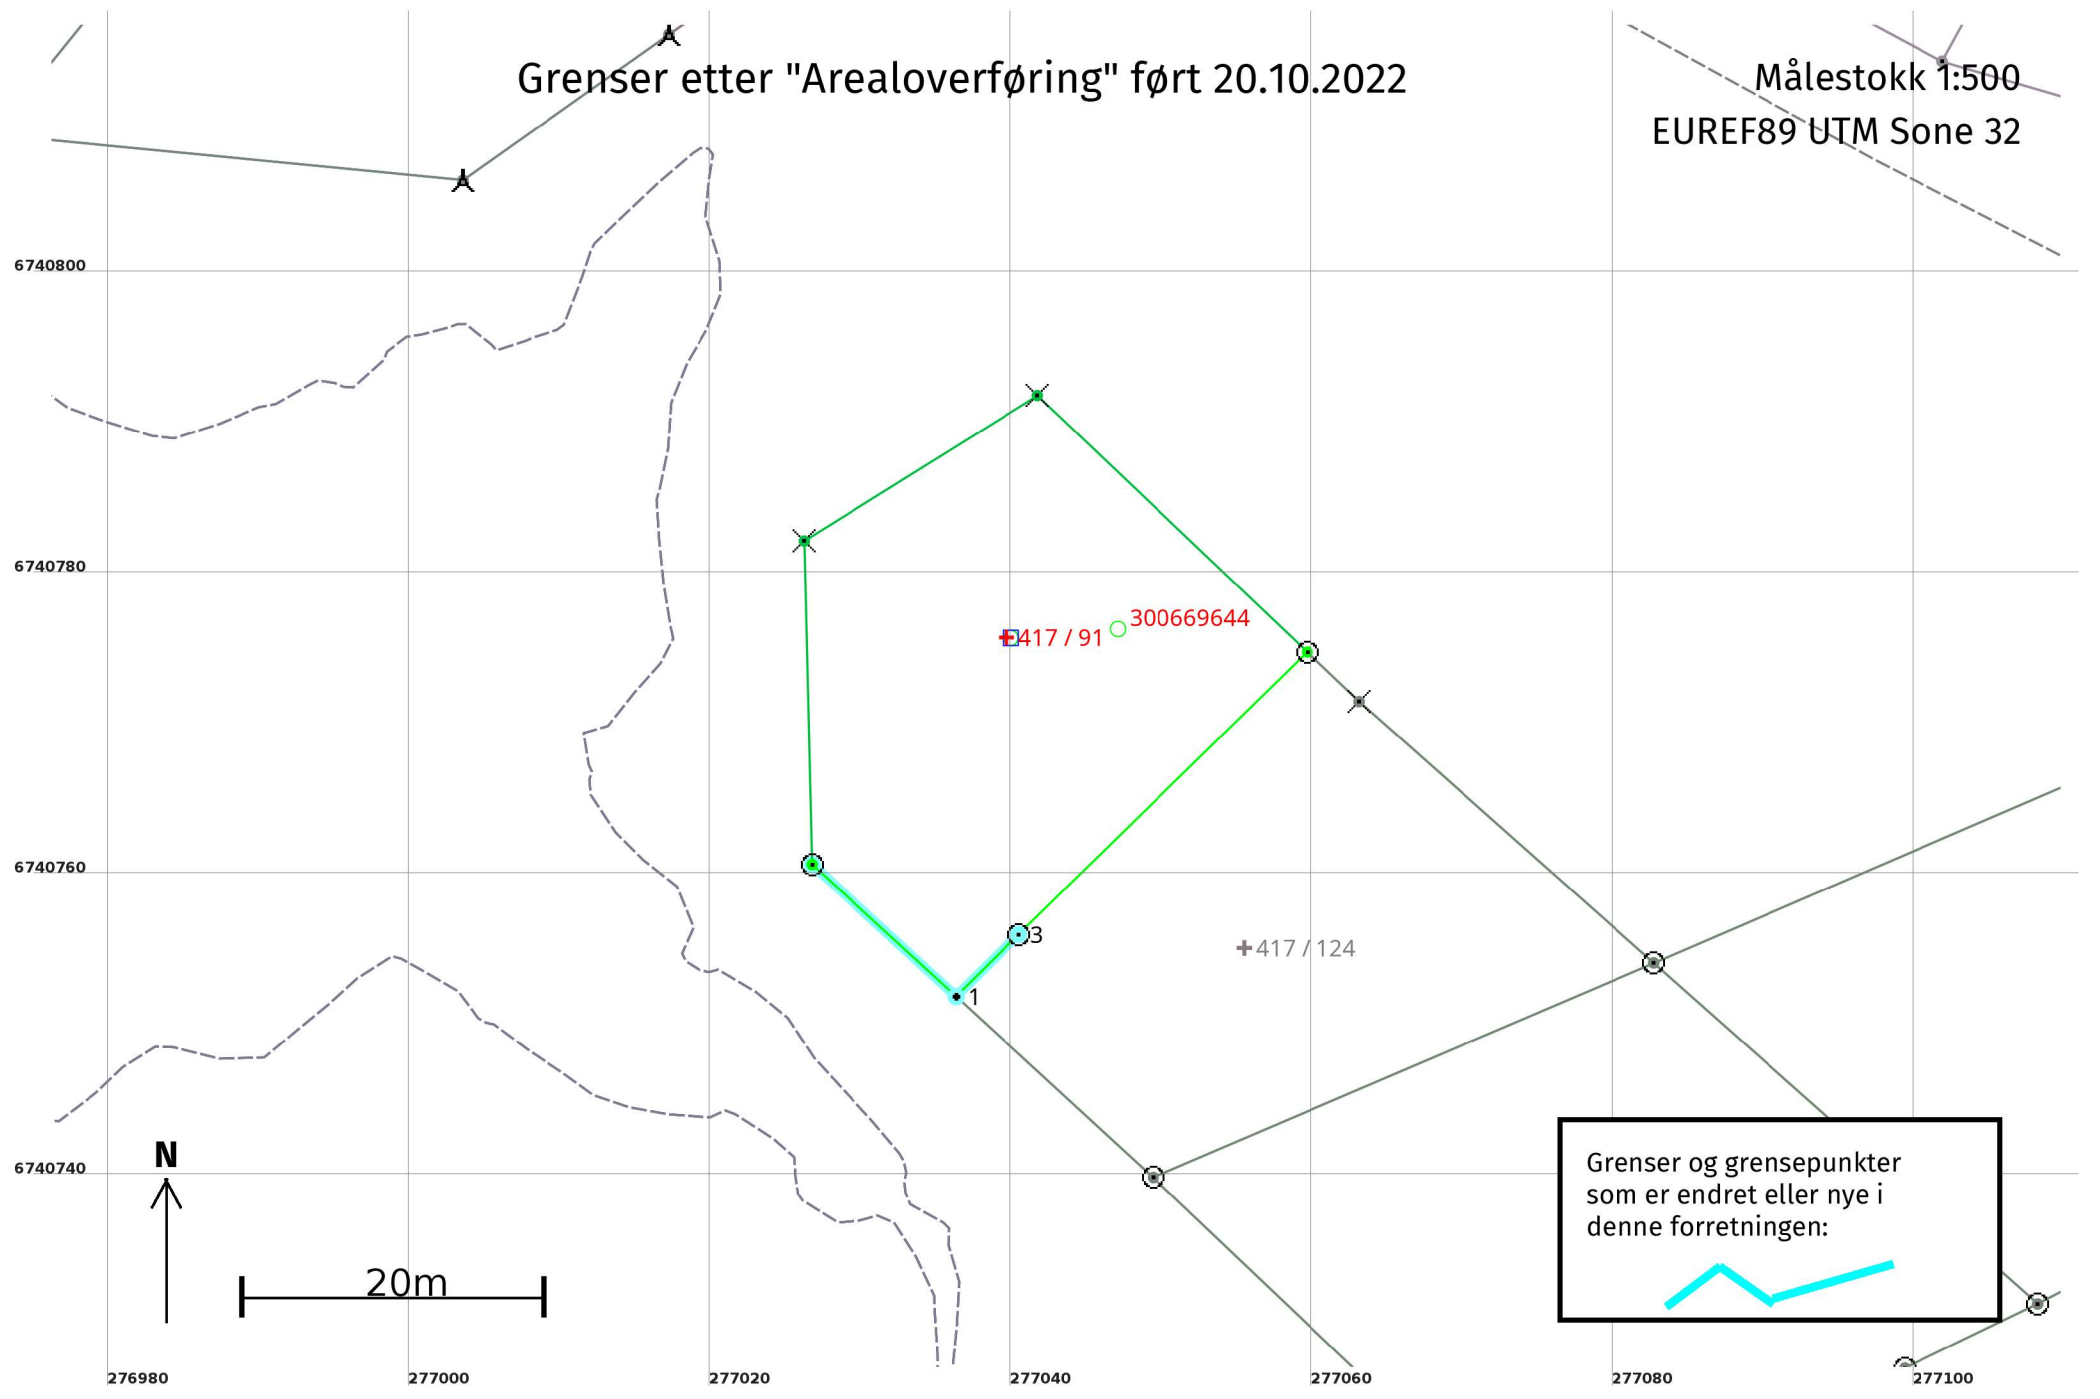 Grenser etter "Arealoverføring" ført 20.10.2022
Målestokk 1:500
EUREF89 UTM Sone 32
6740800
6740780
300669644
417 / 91
6740760
3
417 / 124
1
6740740
N
20m
Grenser og grensepunkter
som er endret eller nye i
denne forretningen:
276980
277000
277020
277040
277060
277080
277100